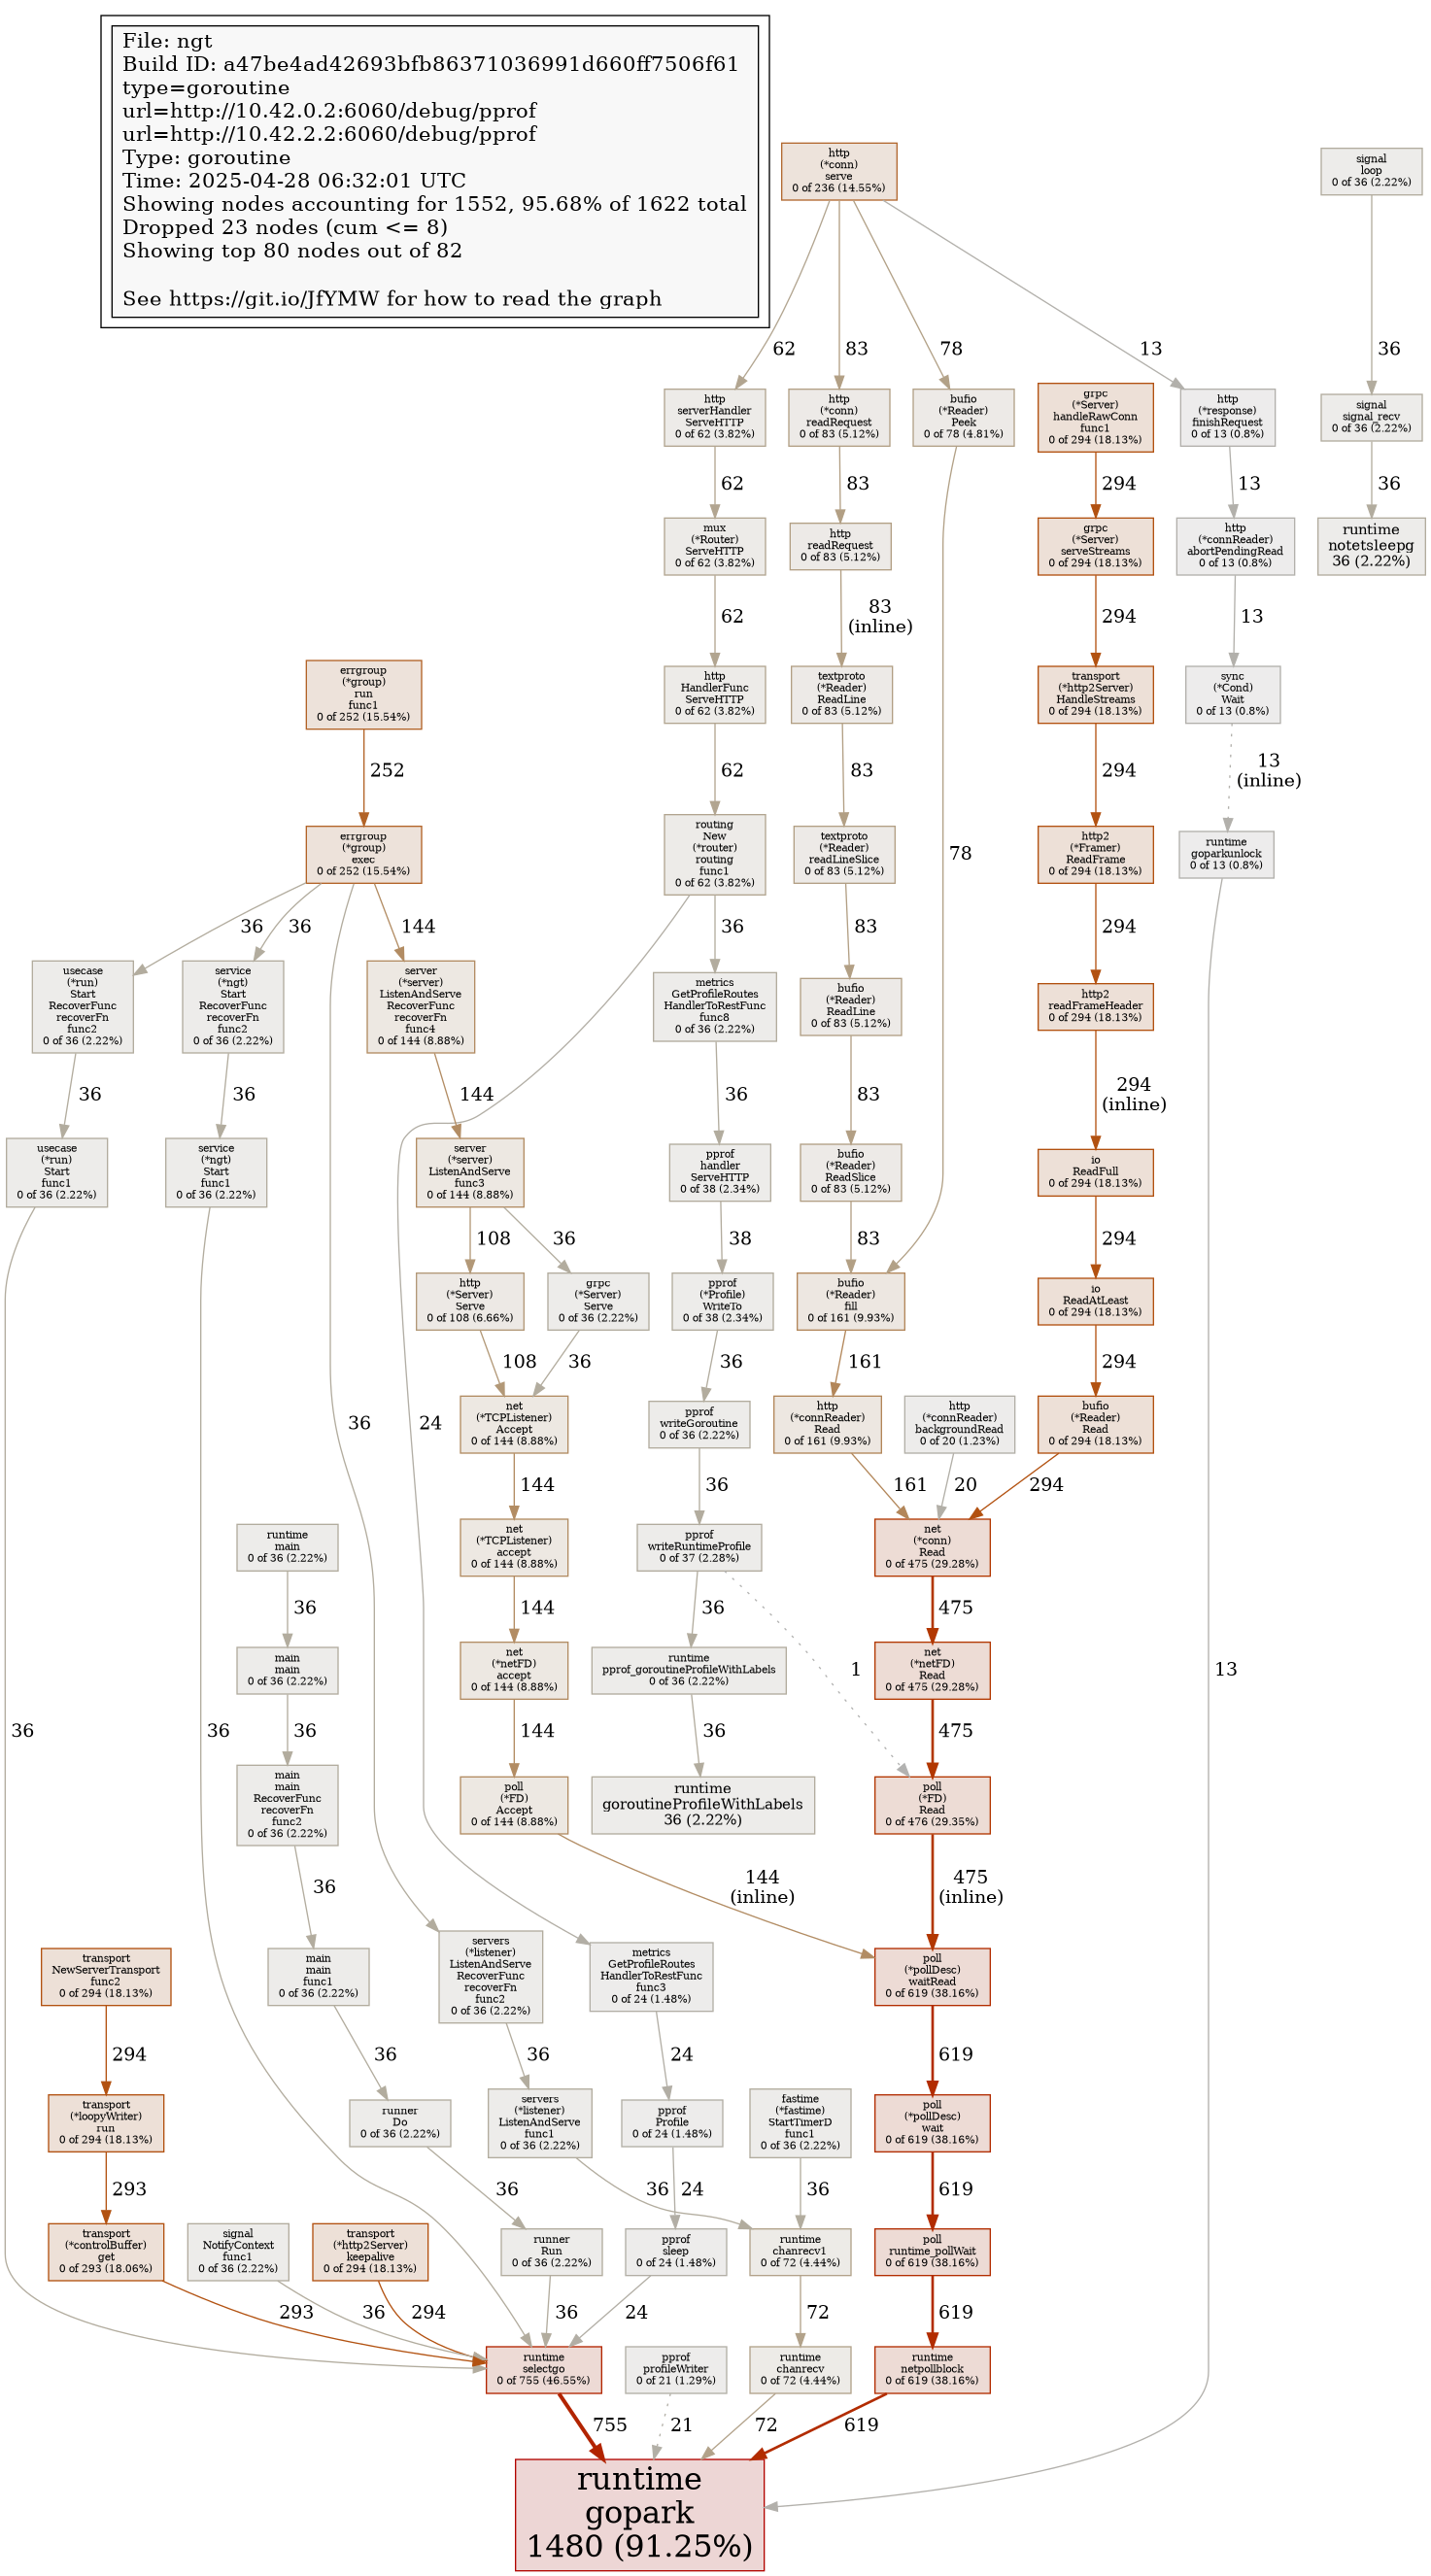 File: ngt
Build ID: a47be4ad42693bfb86371036991d660ff7506f61
type=goroutine
url=http://10.42.0.2:6060/debug/pprof
url=http://10.42.2.2:6060/debug/pprof
Type: goroutine
Time: 2025-04-28 06:32:01 UTC
Showing nodes accounting for 1552, 95.68% of 1622 total
Dropped 23 nodes (cum <= 8)
Showing top 80 nodes out of 82
See https://git.io/JfYMW for how to read the graph
http
(*conn)
serve
0 of 236 (14.55%)
signal
loop
0 of 36 (2.22%)
62
83
78
13
36
http
serverHandler
ServeHTTP
0 of 62 (3.82%)
http
(*conn)
readRequest
0 of 83 (5.12%)
bufio
(*Reader)
Peek
0 of 78 (4.81%)
grpc
(*Server)
handleRawConn
func1
0 of 294 (18.13%)
http
(*response)
finishRequest
0 of 13 (0.8%)
signal
signal_recv
0 of 36 (2.22%)
62
83
294
13
36
mux
(*Router)
ServeHTTP
0 of 62 (3.82%)
http
readRequest
0 of 83 (5.12%)
grpc
(*Server)
serveStreams
0 of 294 (18.13%)
http
(*connReader)
abortPendingRead
0 of 13 (0.8%)
runtime
notetsleepg
36 (2.22%)
62
83
(inline)
294
13
errgroup
(*group)
run
func1
0 of 252 (15.54%)
http
HandlerFunc
ServeHTTP
0 of 62 (3.82%)
textproto
(*Reader)
ReadLine
0 of 83 (5.12%)
transport
(*http2Server)
HandleStreams
0 of 294 (18.13%)
sync
(*Cond)
Wait
0 of 13 (0.8%)
252
62
83
294
13
(inline)
errgroup
(*group)
exec
0 of 252 (15.54%)
routing
New
(*router)
routing
func1
0 of 62 (3.82%)
textproto
(*Reader)
readLineSlice
0 of 83 (5.12%)
78
http2
(*Framer)
ReadFrame
0 of 294 (18.13%)
runtime
goparkunlock
0 of 13 (0.8%)
36
36
144
36
83
294
usecase
(*run)
Start
RecoverFunc
recoverFn
func2
0 of 36 (2.22%)
service
(*ngt)
Start
RecoverFunc
recoverFn
func2
0 of 36 (2.22%)
server
(*server)
ListenAndServe
RecoverFunc
recoverFn
func4
0 of 144 (8.88%)
metrics
GetProfileRoutes
HandlerToRestFunc
func8
0 of 36 (2.22%)
bufio
(*Reader)
ReadLine
0 of 83 (5.12%)
http2
readFrameHeader
0 of 294 (18.13%)
36
36
144
36
83
294
(inline)
usecase
(*run)
Start
func1
0 of 36 (2.22%)
service
(*ngt)
Start
func1
0 of 36 (2.22%)
server
(*server)
ListenAndServe
func3
0 of 144 (8.88%)
pprof
handler
ServeHTTP
0 of 38 (2.34%)
bufio
(*Reader)
ReadSlice
0 of 83 (5.12%)
io
ReadFull
0 of 294 (18.13%)
108
36
38
83
294
http
(*Server)
Serve
0 of 108 (6.66%)
grpc
(*Server)
Serve
0 of 36 (2.22%)
pprof
(*Profile)
WriteTo
0 of 38 (2.34%)
bufio
(*Reader)
fill
0 of 161 (9.93%)
io
ReadAtLeast
0 of 294 (18.13%)
108
36
36
161
294
36
24
net
(*TCPListener)
Accept
0 of 144 (8.88%)
pprof
writeGoroutine
0 of 36 (2.22%)
http
(*connReader)
Read
0 of 161 (9.93%)
http
(*connReader)
backgroundRead
0 of 20 (1.23%)
bufio
(*Reader)
Read
0 of 294 (18.13%)
144
36
161
20
294
runtime
main
0 of 36 (2.22%)
net
(*TCPListener)
accept
0 of 144 (8.88%)
pprof
writeRuntimeProfile
0 of 37 (2.28%)
net
(*conn)
Read
0 of 475 (29.28%)
36
144
36
1
475
13
main
main
0 of 36 (2.22%)
net
(*netFD)
accept
0 of 144 (8.88%)
runtime
pprof_goroutineProfileWithLabels
0 of 36 (2.22%)
net
(*netFD)
Read
0 of 475 (29.28%)
36
36
36
144
36
475
main
main
RecoverFunc
recoverFn
func2
0 of 36 (2.22%)
poll
(*FD)
Accept
0 of 144 (8.88%)
runtime
goroutineProfileWithLabels
36 (2.22%)
poll
(*FD)
Read
0 of 476 (29.35%)
36
144
(inline)
475
(inline)
transport
NewServerTransport
func2
0 of 294 (18.13%)
main
main
func1
0 of 36 (2.22%)
servers
(*listener)
ListenAndServe
RecoverFunc
recoverFn
func2
0 of 36 (2.22%)
metrics
GetProfileRoutes
HandlerToRestFunc
func3
0 of 24 (1.48%)
poll
(*pollDesc)
waitRead
0 of 619 (38.16%)
294
36
36
24
619
transport
(*loopyWriter)
run
0 of 294 (18.13%)
runner
Do
0 of 36 (2.22%)
servers
(*listener)
ListenAndServe
func1
0 of 36 (2.22%)
pprof
Profile
0 of 24 (1.48%)
fastime
(*fastime)
StartTimerD
func1
0 of 36 (2.22%)
poll
(*pollDesc)
wait
0 of 619 (38.16%)
293
36
36
24
36
619
transport
(*controlBuffer)
get
0 of 293 (18.06%)
signal
NotifyContext
func1
0 of 36 (2.22%)
transport
(*http2Server)
keepalive
0 of 294 (18.13%)
runner
Run
0 of 36 (2.22%)
pprof
sleep
0 of 24 (1.48%)
runtime
chanrecv1
0 of 72 (4.44%)
poll
runtime_pollWait
0 of 619 (38.16%)
293
36
294
36
24
72
619
runtime
selectgo
0 of 755 (46.55%)
pprof
profileWriter
0 of 21 (1.29%)
runtime
chanrecv
0 of 72 (4.44%)
runtime
netpollblock
0 of 619 (38.16%)
755
21
72
619
runtime
gopark
1480 (91.25%)